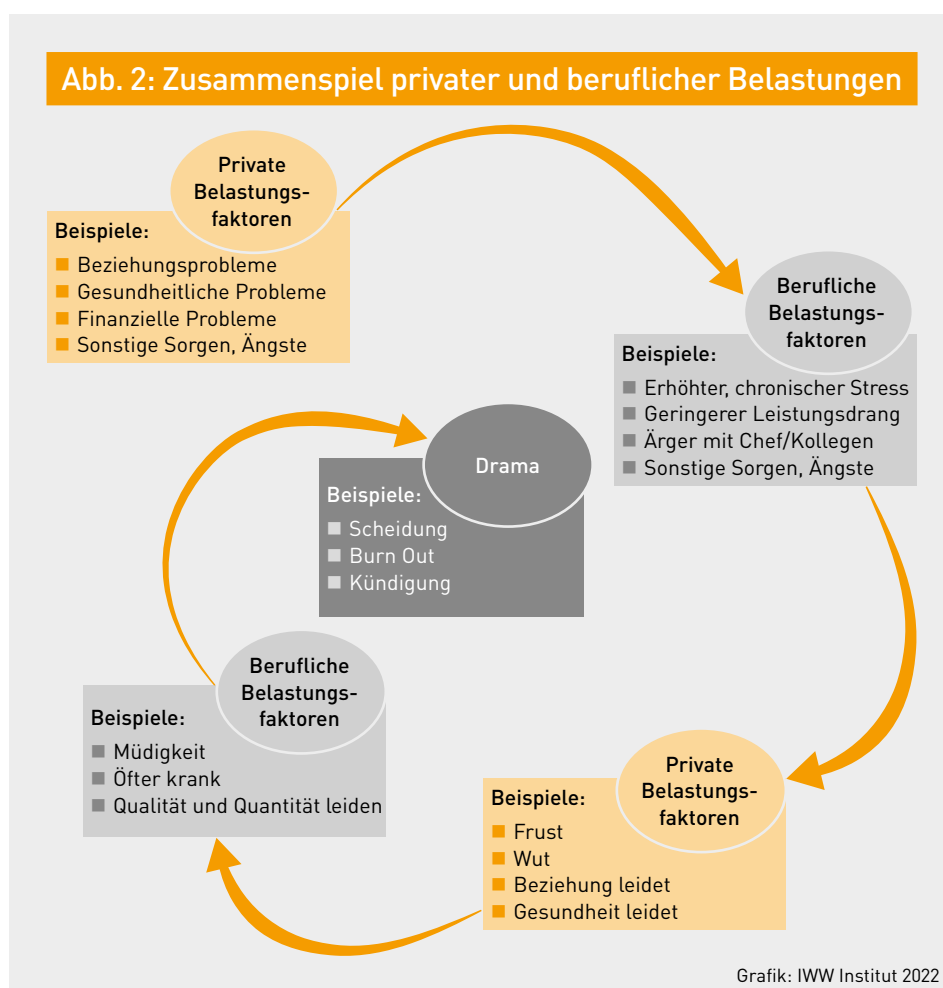 Abb. 2: Zusammenspiel privater und beruflicher Belastungen
Private
Belastungs-
faktoren
Beispiele:
Beziehungsprobleme
Gesundheitliche Probleme
Finanzielle Probleme
Sonstige Sorgen, Ängste
Berufliche
Belastungs-
faktoren
Beispiele:
Erhöhter, chronischer Stress
Geringerer Leistungsdrang
Ärger mit Chef/Kollegen
Sonstige Sorgen, Ängste
Private
Belastungs-
faktoren
Beispiele:
Frust
Wut
Beziehung leidet
Gesundheit leidet
Berufliche
Belastungs-
faktoren
Beispiele:
Müdigkeit
Öfter krank
Qualität und Quantität leiden
Drama
Beispiele:
Scheidung
Burn Out
Kündigung
Grafik: IWW Institut 2022